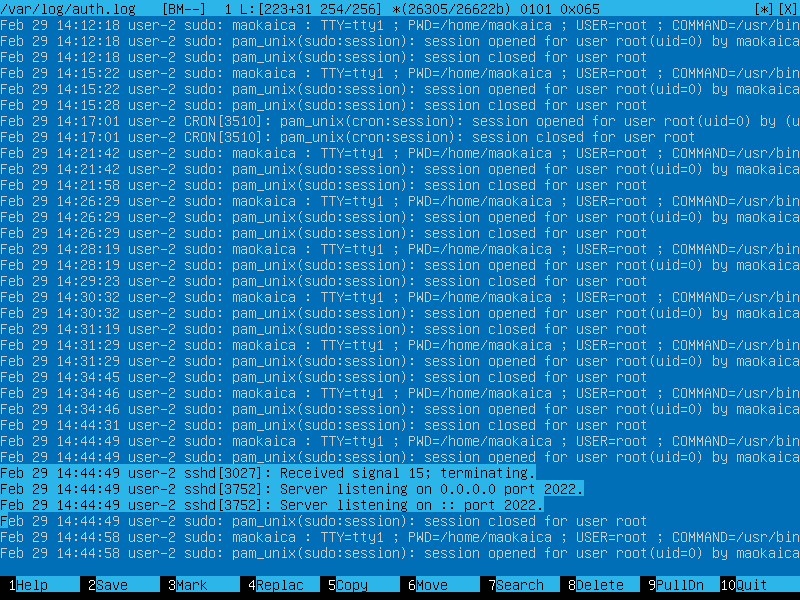 /var/log/auth.log [BM--] 1 L:[223+31 254/256] *(26305/26622b) 0101 0x065 [*][X]
Feb 29 14:12:18 user-2 sudo: maokaica : TTY=tty1 ; PWD=/home/maokaica ; USER=root ; COMMAND=/usr/bin
Feb 29 14:12:18 user-2 sudo: pam_unix(sudo:session): session opened for user root(uid=0) by maokaica
Feb 29 14:12:18 user-2 sudo: pam_unix(sudo:session): session closed for user root
Feb 29 14:15:22 user-2 sudo: maokaica : TTY=tty1 ; PWD=/home/maokaica ; USER=root ; COMMAND=/usr/bin
Feb 29 14:15:22 user-2 sudo: pam_unix(sudo:session): session opened for user root(uid=0) by maokaica
Feb 29 14:15:28 user-2 sudo: pam_unix(sudo:session): session closed for user root
Feb 29 14:17:01 user-2 CRON[3510]: pam_unix(cron:session): session opened for user root(uid=0) by (u
Feb 29 14:17:01 user-2 CRON[3510]: pam_unix(cron:session): session closed for user root
Feb 29 14:21:42 user-2 sudo: maokaica : TTY=tty1 ; PWD=/home/maokaica ; USER=root ; COMMAND=/usr/bin
Feb 29 14:21:42 user-2 sudo: pam_unix(sudo:session): session opened for user root(uid=0) by maokaica
Feb 29 14:21:58 user-2 sudo: pam_unix(sudo:session): session closed for user root
Feb 29 14:26:29 user-2 sudo: maokaica : TTY=tty1 ; PWD=/home/maokaica ; USER=root ; COMMAND=/usr/bin
Feb 29 14:26:29 user-2 sudo: pam_unix(sudo:session): session opened for user root(uid=0) by maokaica
Feb 29 14:26:29 user-2 sudo: pam_unix(sudo:session): session closed for user root
Feb 29 14:28:19 user-2 sudo: maokaica : TTY=tty1 ; PWD=/home/maokaica ; USER=root ; COMMAND=/usr/bin
Feb 29 14:28:19 user-2 sudo: pam_unix(sudo:session): session opened for user root(uid=0) by maokaica
Feb 29 14:29:23 user-2 sudo: pam_unix(sudo:session): session closed for user root
Feb 29 14:30:32 user-2 sudo: maokaica : TTY=tty1 ; PWD=/home/maokaica ; USER=root ; COMMAND=/usr/bin
Feb 29 14:30:32 user-2 sudo: pam_unix(sudo:session): session opened for user root(uid=0) by maokaica
Feb 29 14:31:19 user-2 sudo: pam_unix(sudo:session): session closed for user root
Feb 29 14:31:29 user-2 sudo: maokaica : TTY=tty1 ; PWD=/home/maokaica ; USER=root ; COMMAND=/usr/bin
Feb 29 14:31:29 user-2 sudo: pam_unix(sudo:session): session opened for user root(uid=0) by maokaica
Feb 29 14:34:45 user-2 sudo: pam_unix(sudo:session): session closed for user root
Feb 29 14:34:46 user-2 sudo: maokaica : TTY=tty1 ; PWD=/home/maokaica ; USER=root ; COMMAND=/usr/bin
Feb 29 14:34:46 user-2 sudo: pam_unix(sudo:session): session opened for user root(uid=0) by maokaica
Feb 29 14:44:31 user-2 sudo: pam_unix(sudo:session): session closed for user root
Feb 29 14:44:49 user-2 sudo: maokaica : TTY=tty1 ; PWD=/home/maokaica ; USER=root ; COMMAND=/usr/bin
Feb 29 14:44:49 user-2 sudo: pam_unix(sudo:session): session opened for user root(uid=0) by maokaica
Feb 29 14:44:49 user-2 sshd[3027]: Received signal 15; terminating.
Feb 29 14:44:49 user-2 sshd[3752]: Server listening on 0.0.0.0 port 2022.
Feb 29 14:44:49 user-2 sshd[3752]: Server listening on :: port 2022.
Feb 29 14:44:49 user-2 sudo: pam_unix(sudo:session): session closed for user root
Feb 29 14:44:58 user-2 sudo: maokaica : TTY=tty1 ; PWD=/home/maokaica ; USER=root ; COMMAND=/usr/bin
Feb 29 14:44:58 user-2 sudo: pam_unix(sudo:session): session opened for user root(uid=0) by maokaica
1Help 2Save 3Mark 4Replac 5Copy 6Move 7Search 8Delete 9PullDn 10Quit